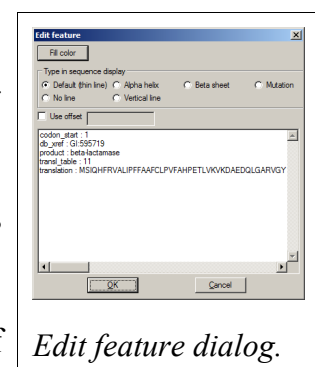 Edit feature
Fill color
Type in sequence display
Default (thin line) Alpha helix Beta sheet Mutation
No line Vertical line
Use offset
codon_start : 1
db_xref : GI:595719
product : beta-lactamase
transl_table : 11
translation : MSIQHFRVALIPFFAAFCLPVFAHPETLVKVKDAEDQLGARVGY
OK Cancel
f
Edit feature dialog.